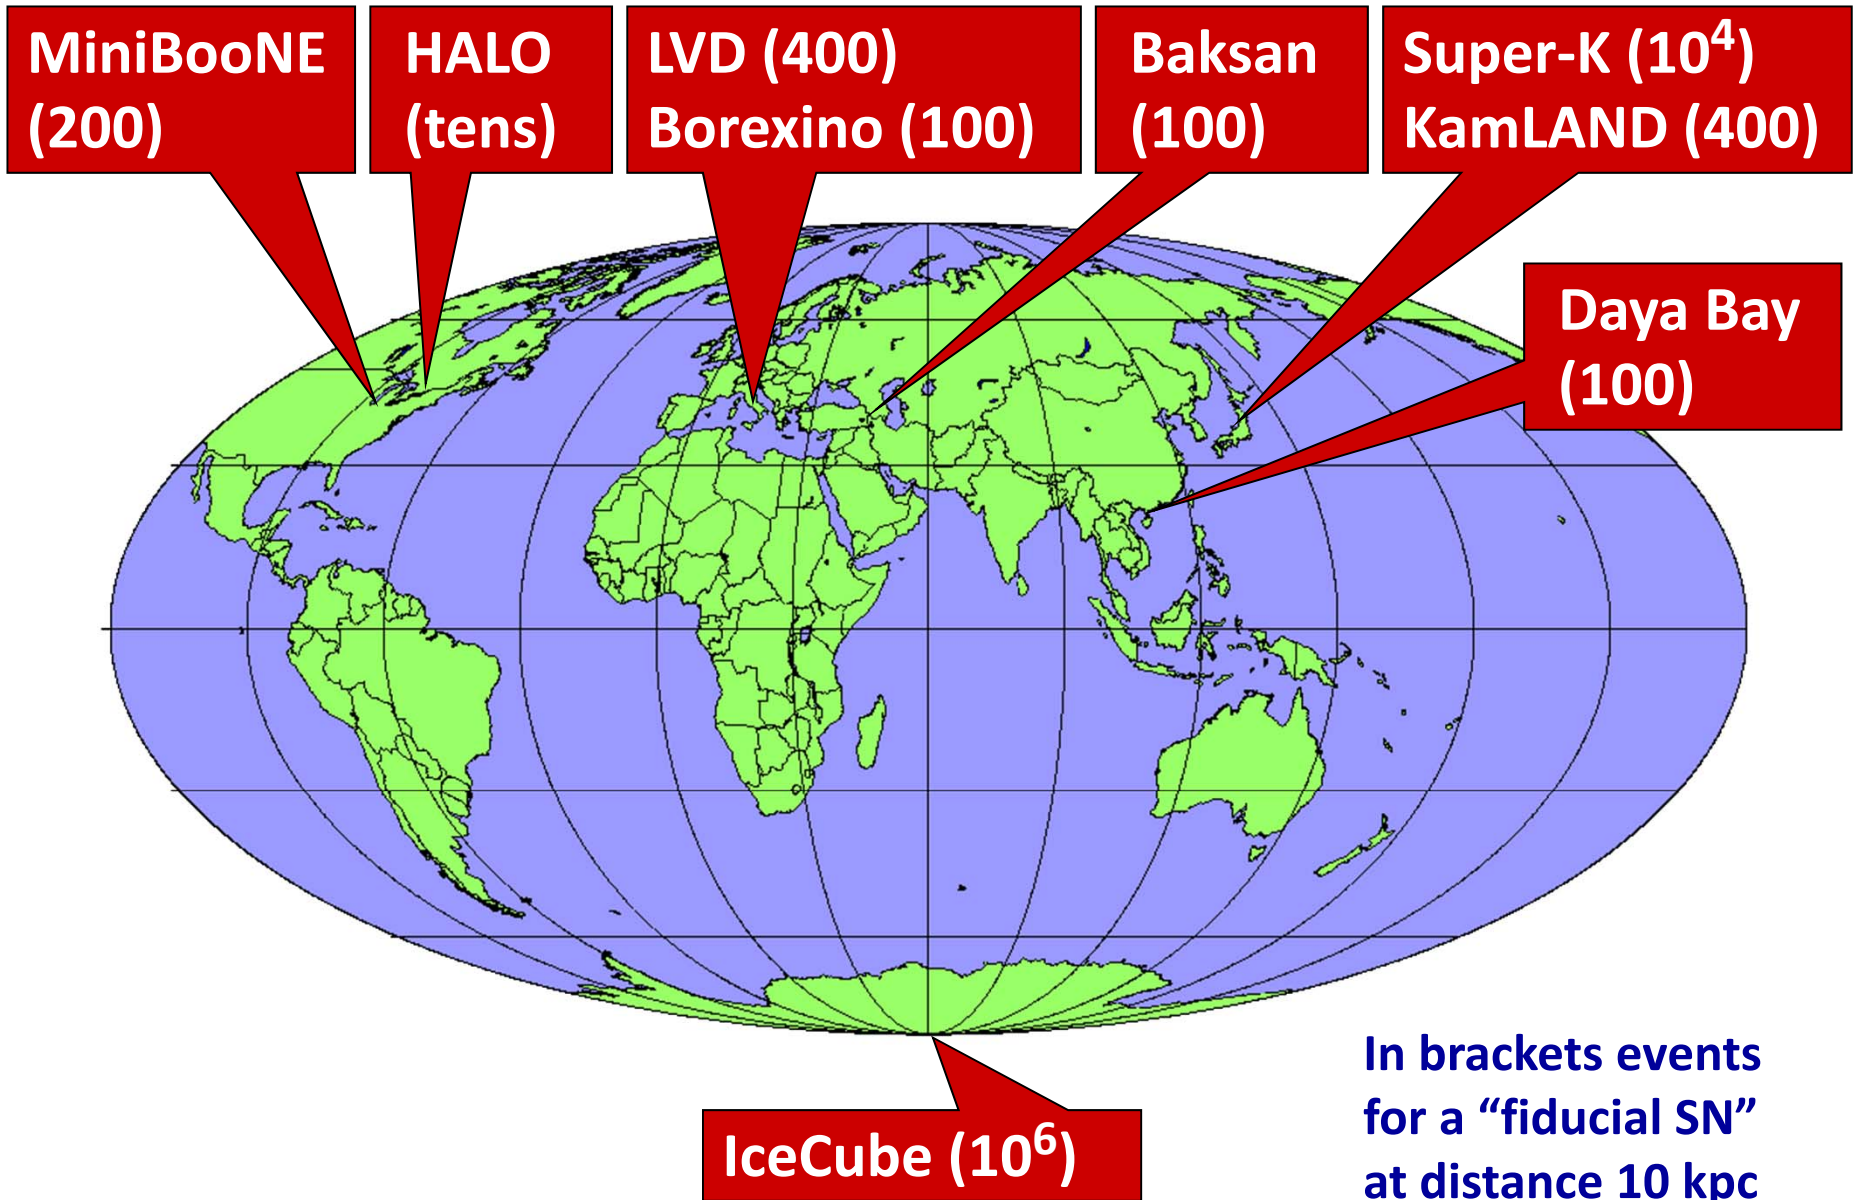 MiniBooNE
(200)
HALO
(tens)
LVD (400)
Borexino (100)
Baksan
(100)
Super-K (10⁴)
KamLAND (400)
Daya Bay
(100)
IceCube (10⁶)
In brackets events
for a “fiducial SN”
at distance 10 kpc